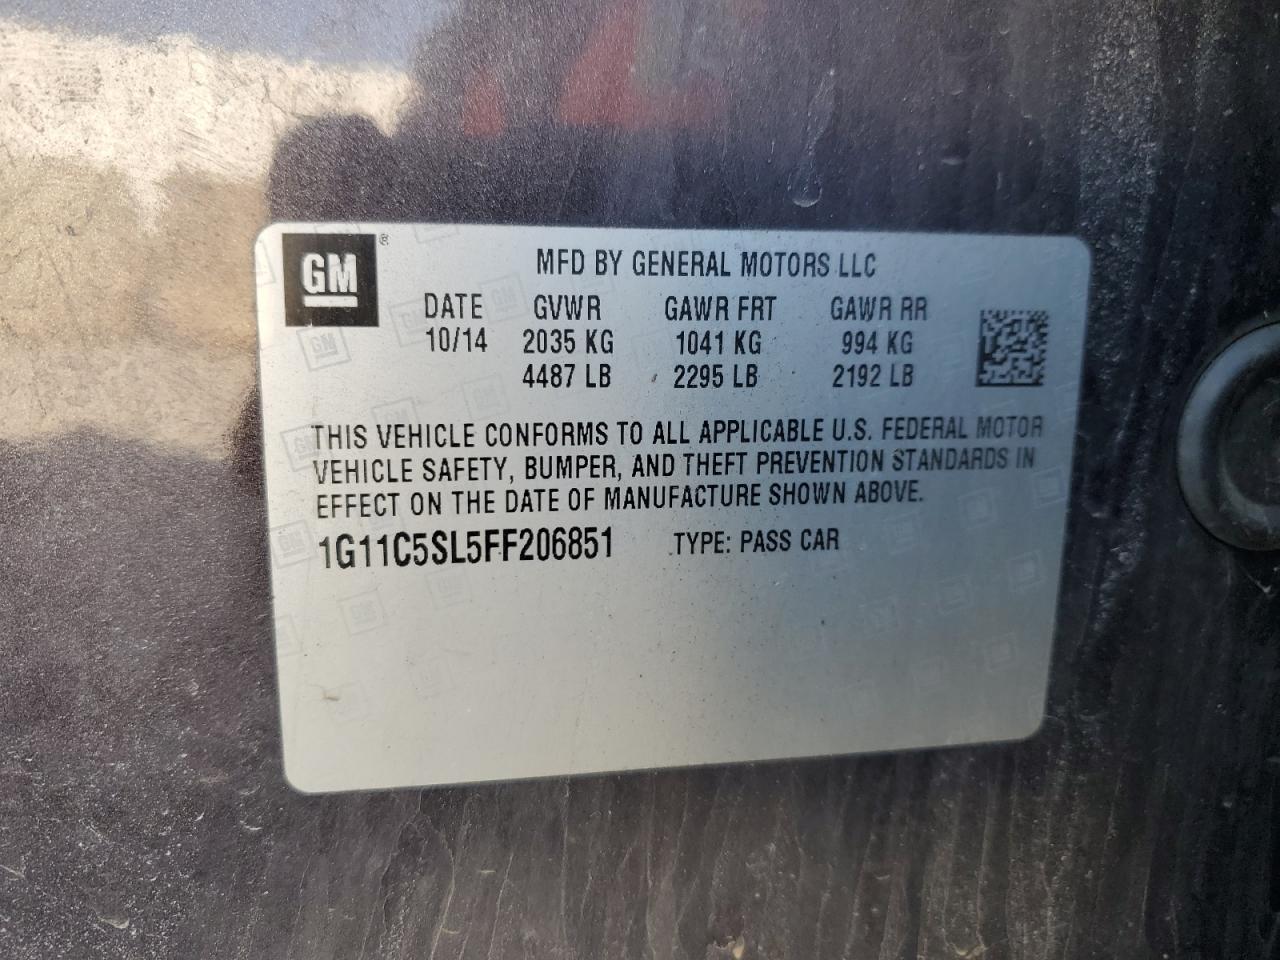 GM ®
MFD BY GENERAL MOTORS LLC
DATE GVWR GAWR FRT GAWR RR
10/14 2035 KG 1041 KG 994 KG
4487 LB 2295 LB 2192 LB
THIS VEHICLE CONFORMS TO ALL APPLICABLE U.S. FEDERAL MOTOR
VEHICLE SAFETY, BUMPER, AND THEFT PREVENTION STANDARDS IN
EFFECT ON THE DATE OF MANUFACTURE SHOWN ABOVE.
1G11C5SL5FF206851 TYPE: PASS CAR